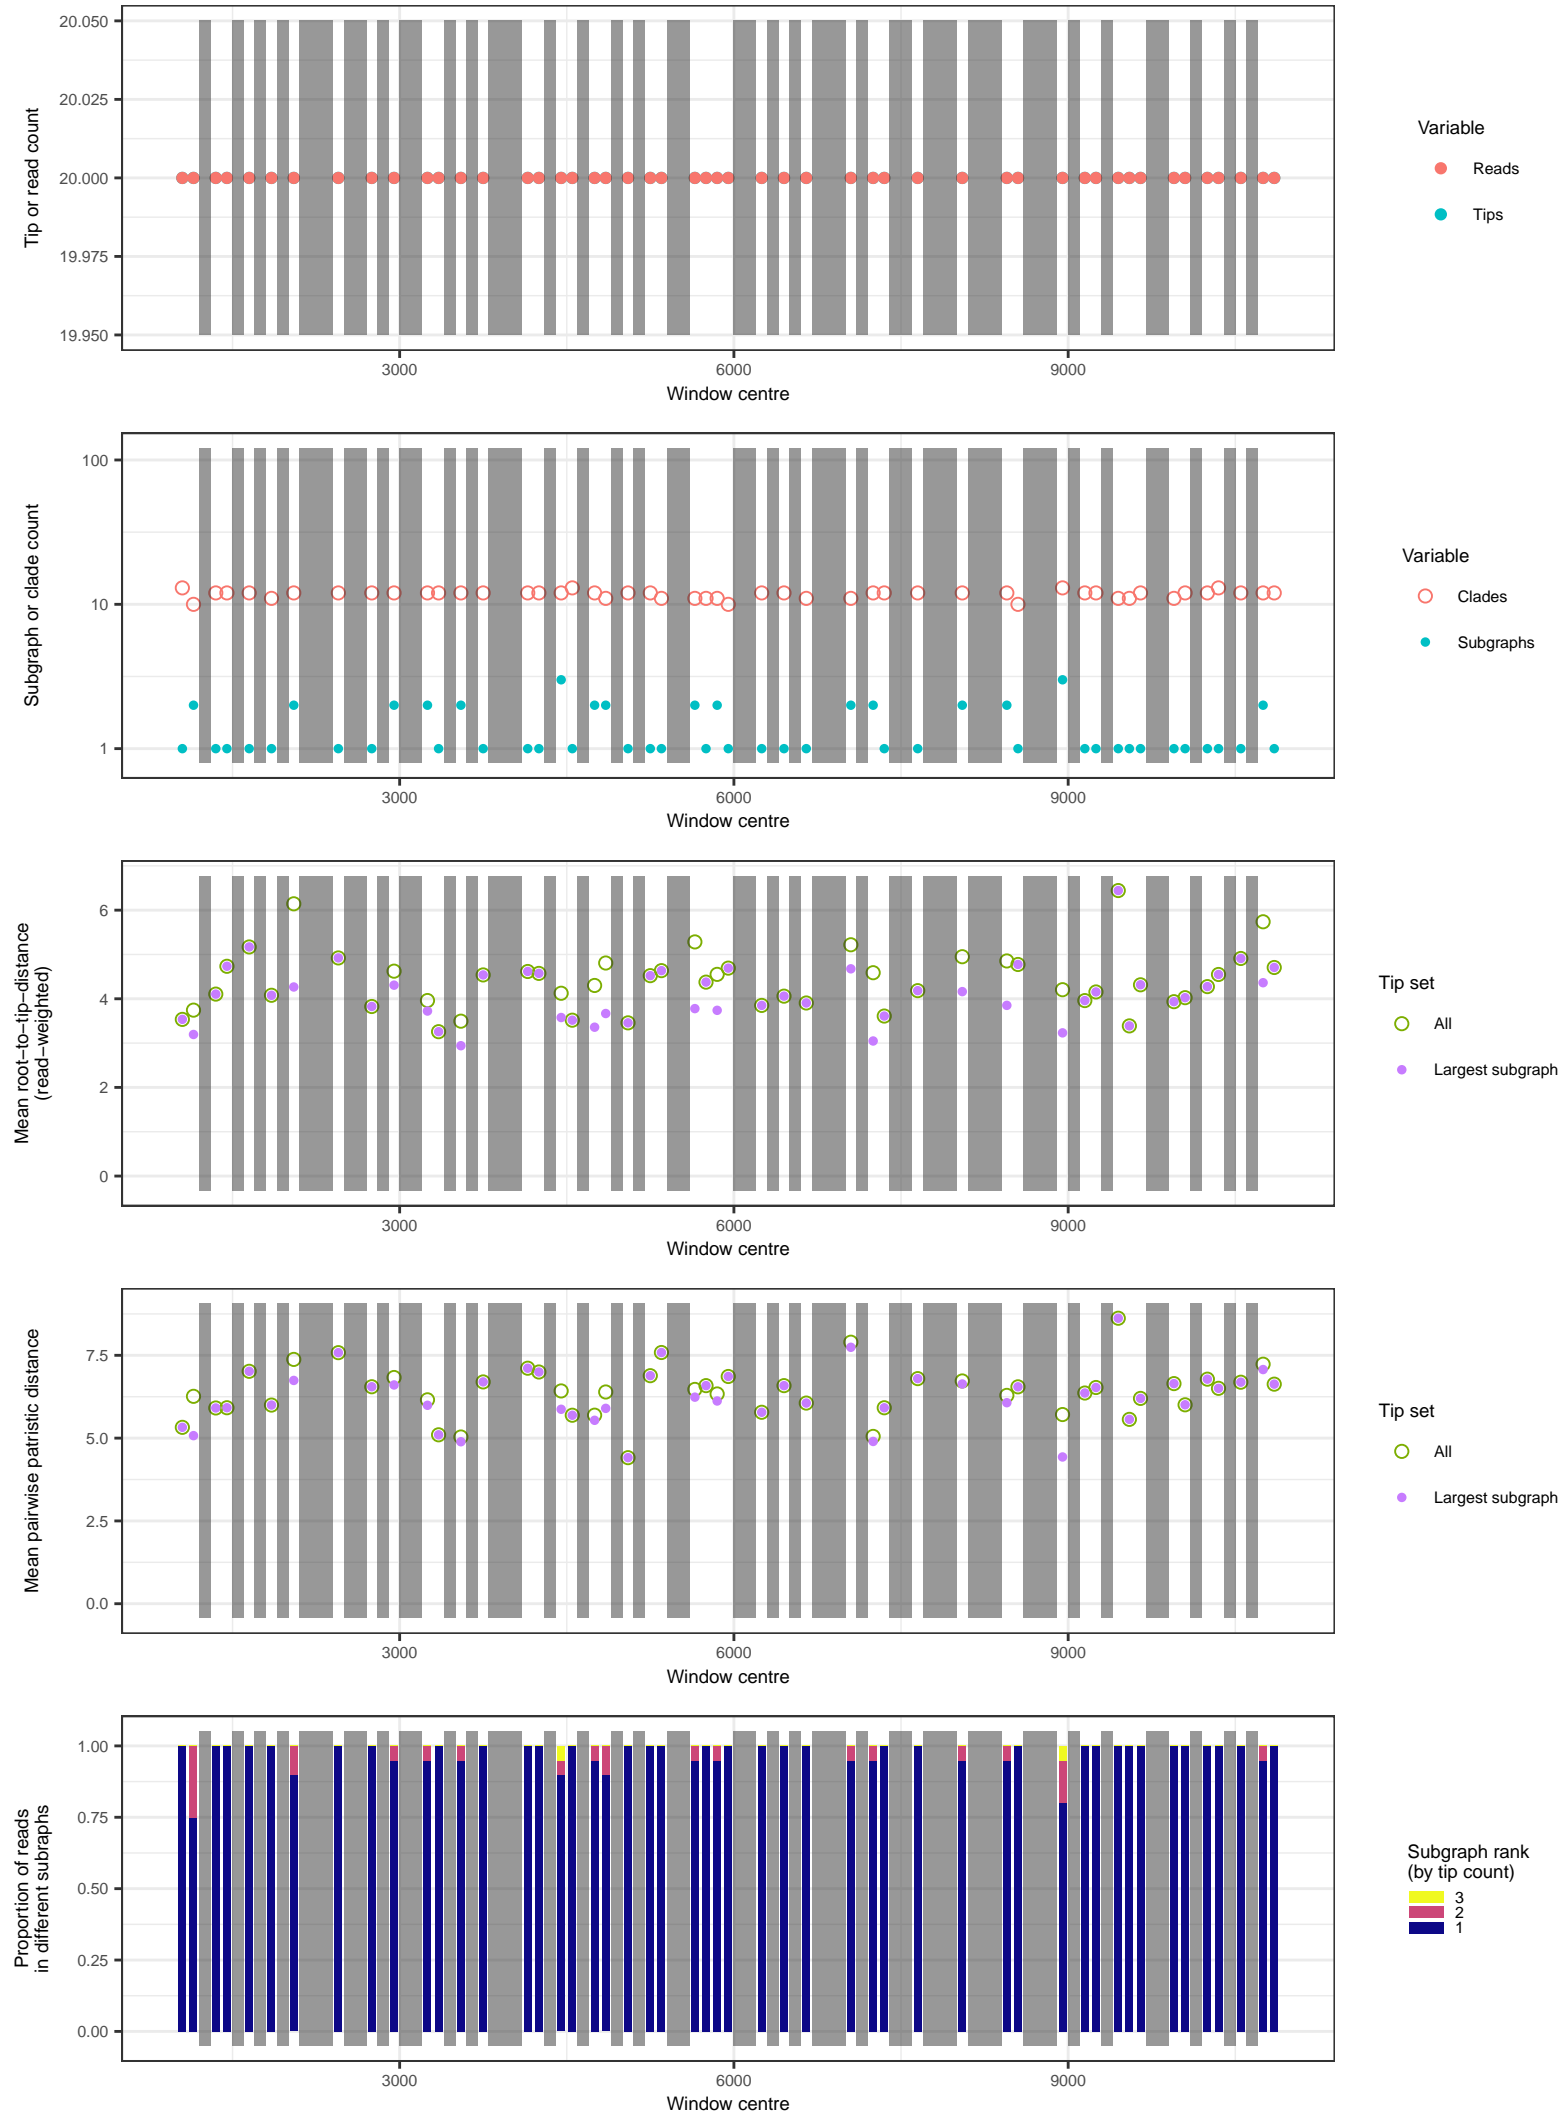 Tip or read count
20.050
20.025
20.000
19.975
19.950
3000
6000
9000
Window centre
Variable
Reads
Tips
Subgraph or clade count
100
10
1
3000
6000
9000
Window centre
Variable
Clades
Subgraphs
Mean root−to−tip−distance
(read−weighted)
6
4
2
0
3000
6000
9000
Window centre
Tip set
All
Largest subgraph
Mean pairwise patristic distance
7.5
5.0
2.5
0.0
3000
6000
9000
Window centre
Tip set
All
Largest subgraph
Proportion of reads
in different subraphs
1.00
0.75
0.50
0.25
0.00
3000
6000
9000
Window centre
Subgraph rank
(by tip count)
3
2
1